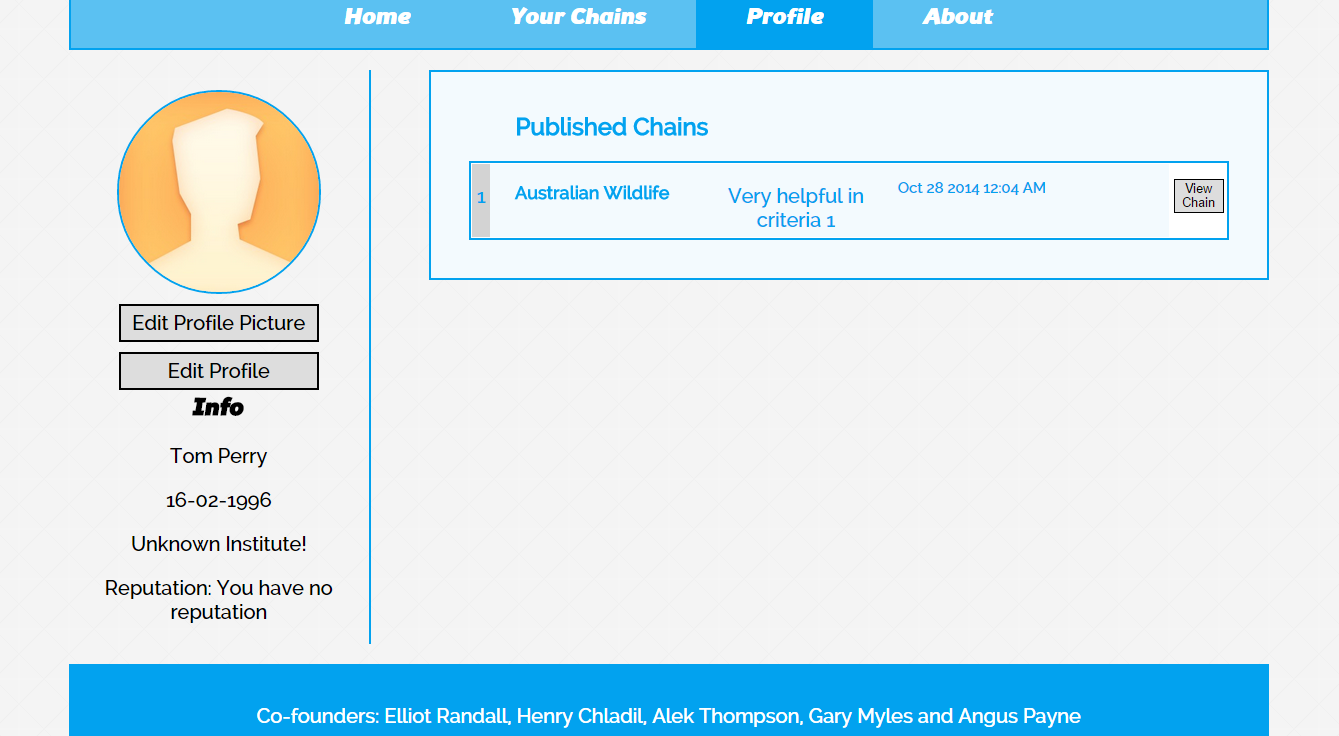 Home Your Chains Profile About
Published Chains
1 Australian Wildlife Very helpful in criteria 1 Oct 28 2014 12:04 AM View Chain
Edit Profile Picture
Edit Profile
Info
Tom Perry
16-02-1996
Unknown Institute!
Reputation: You have no
reputation
Co-founders: Elliot Randall, Henry Chladil, Alek Thompson, Gary Myles and Angus Payne